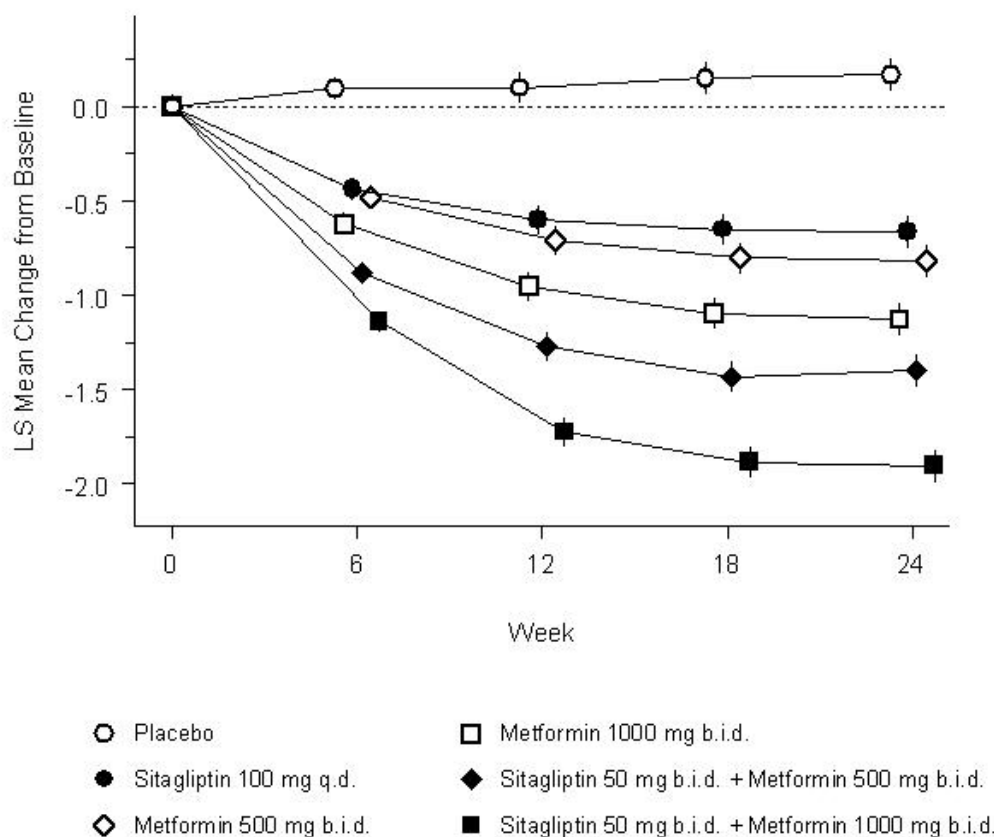 LS Mean Change from Baseline
0.0
-0.5
-1.0
-1.5
-2.0
0 6 12 18 24
Week
Placebo
Sitagliptin 100 mg q.d.
Metformin 500 mg b.i.d.
Metformin 1000 mg b.i.d.
Sitagliptin 50 mg b.i.d. + Metformin 500 mg b.i.d.
Sitagliptin 50 mg b.i.d. + Metformin 1000 mg b.i.d.